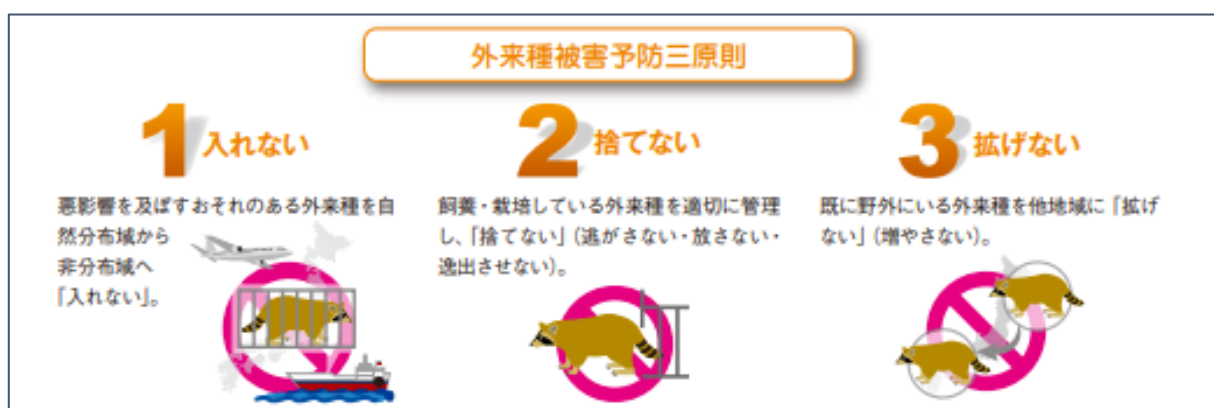 外来種被害予防三原則
1 入れない
悪影響を及ぼすおそれのある外来種を自
然分布域から
非分布域へ
「入れない」。
2 捨てない
飼養・栽培している外来種を適切に管理
し、「捨てない」（逃がさない・放さない・
逸出させない）。
3 拡げない
既に野外にいる外来種を他地域に「拡げ
ない」（増やさない）。